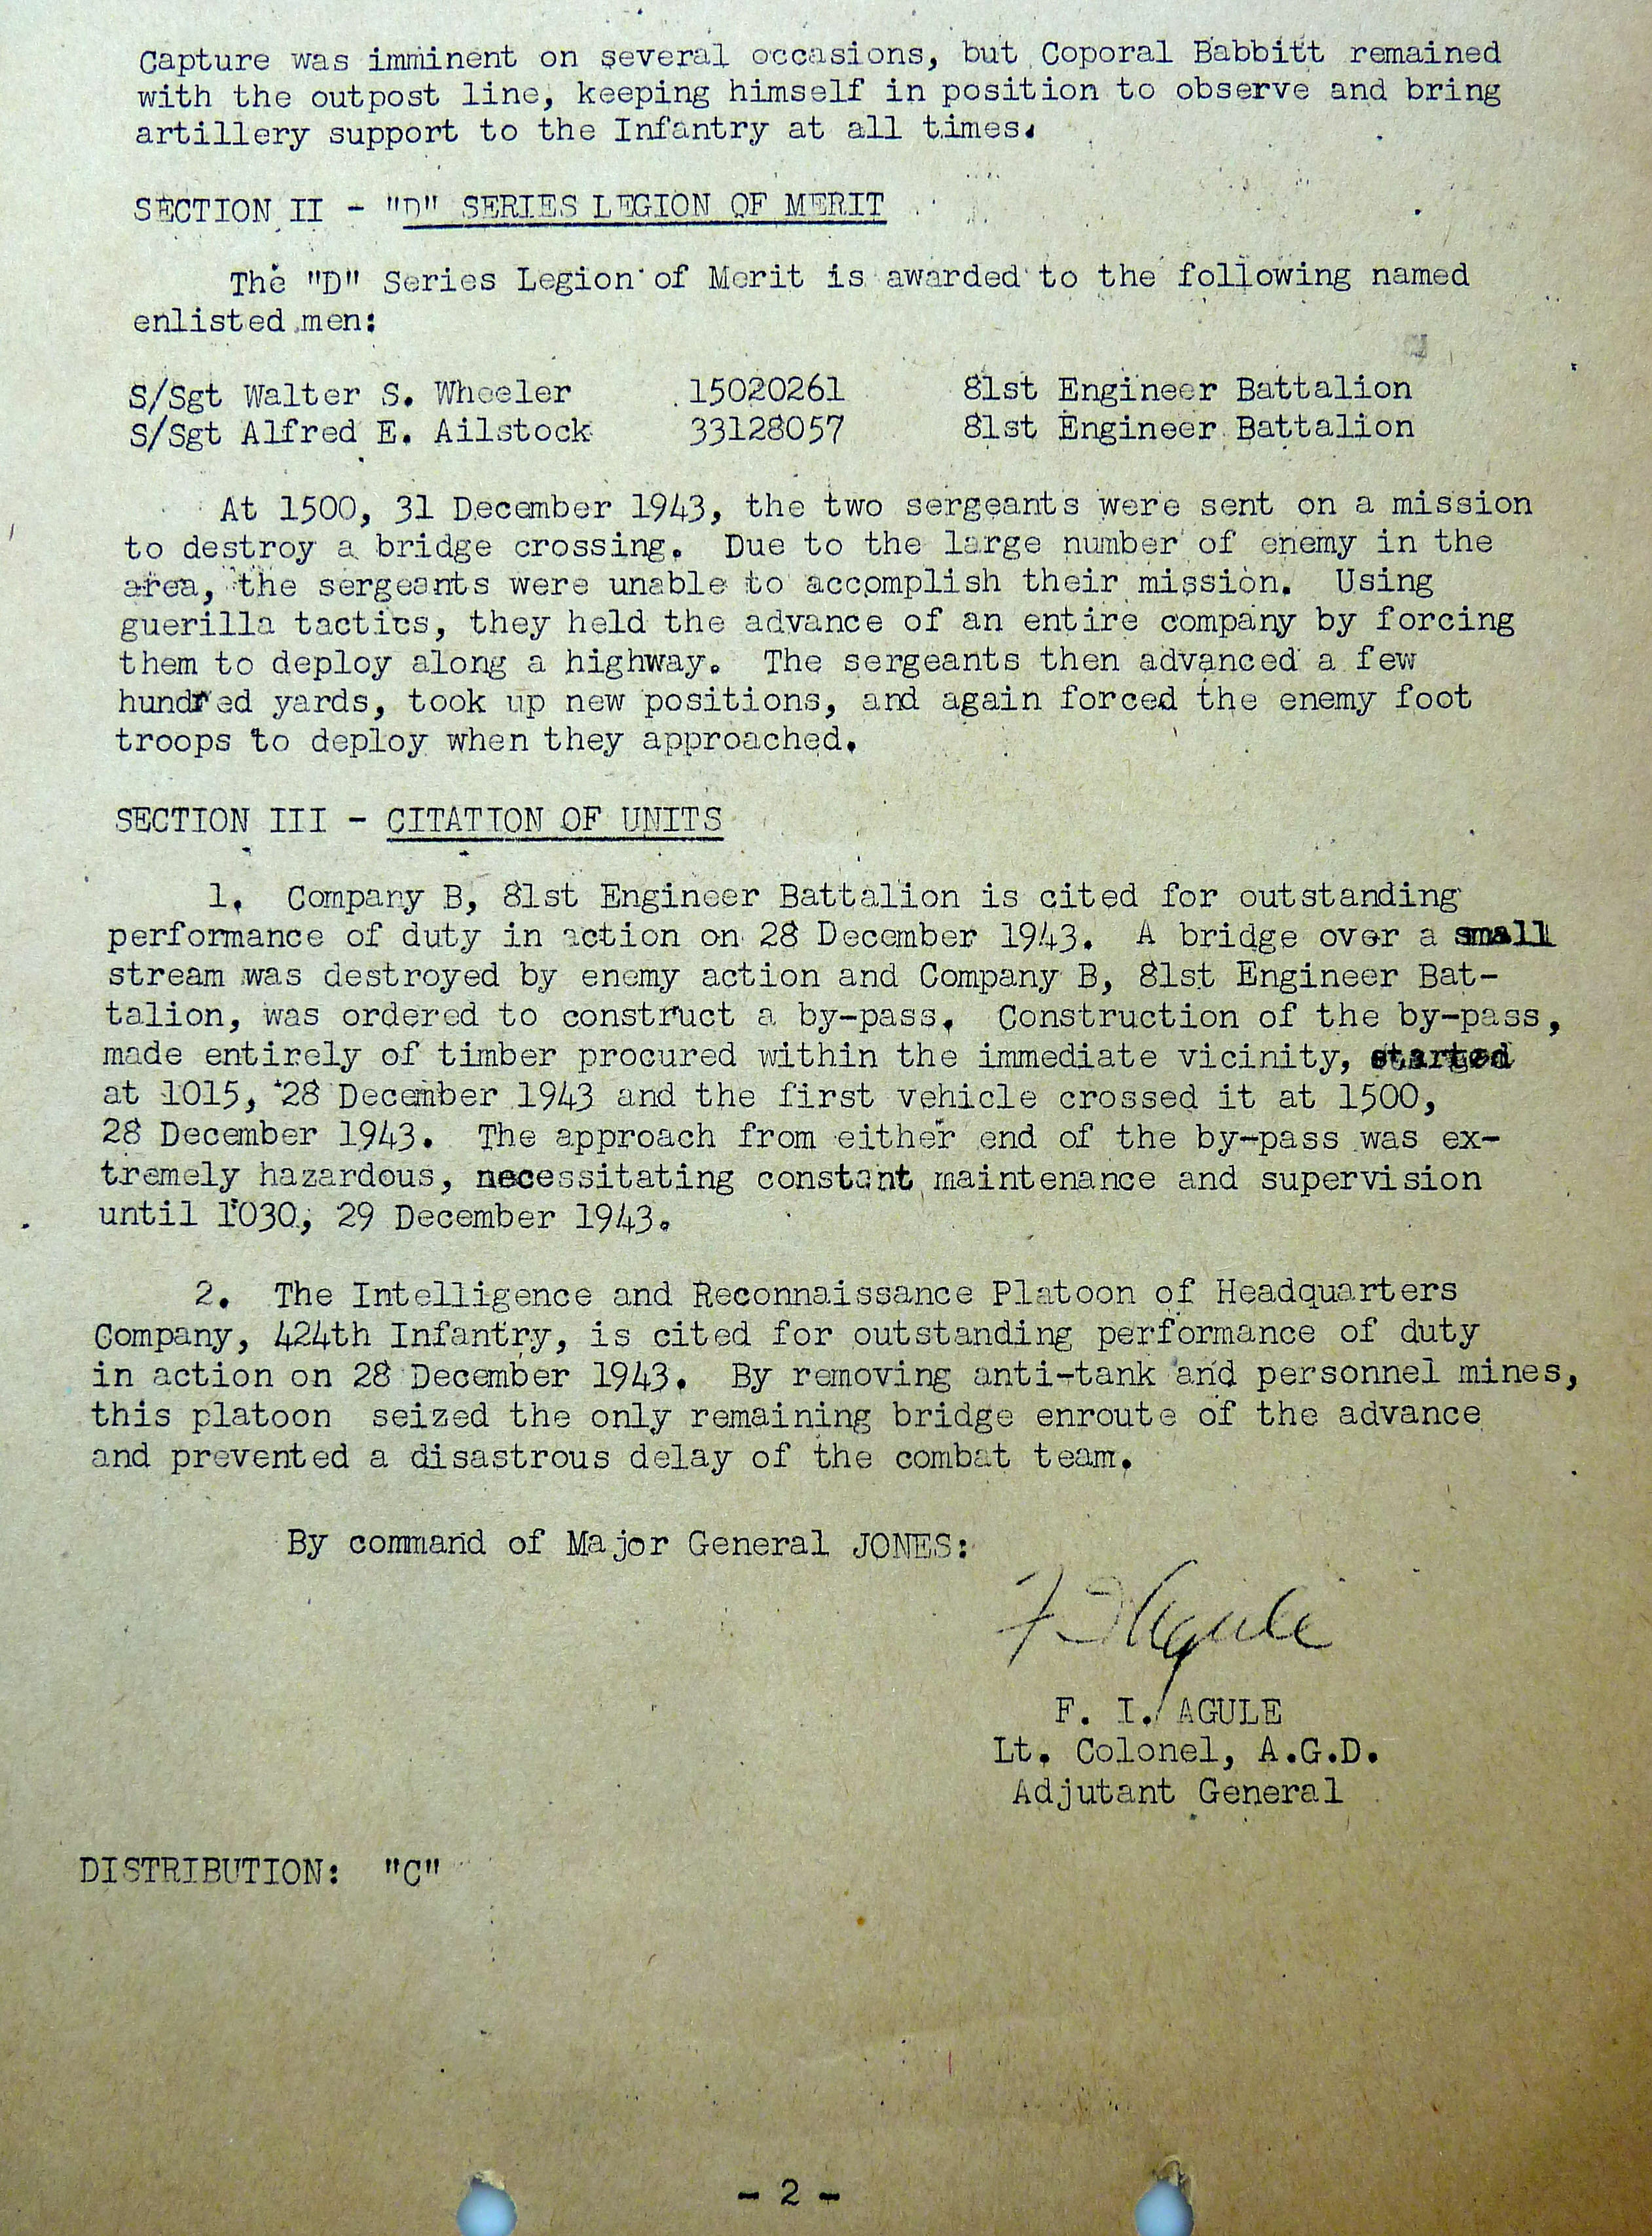 Capture was imminent on several occasions, but Coporal Babbitt remained
with the outpost line, keeping himself in position to observe and bring
artillery support to the Infantry at all times.
SECTION II - "D" SERIES LEGION OF MERIT
The "D" Series Legion of Merit is awarded to the following named
enlisted men:
S/Sgt Walter S. Wheeler 15020261 81st Engineer Battalion
S/Sgt Alfred E. Ailstock 33128057 81st Engineer Battalion
At 1500, 31 December 1943, the two sergeants were sent on a mission
to destroy a bridge crossing. Due to the large number of enemy in the
area, the sergeants were unable to accomplish their mission. Using
guerilla tactics, they held the advance of an entire company by forcing
them to deploy along a highway. The sergeants then advanced a few
hundred yards, took up new positions, and again forced the enemy foot
troops to deploy when they approached.
SECTION III - CITATION OF UNITS
1. Company B, 81st Engineer Battalion is cited for outstanding
performance of duty in action on 28 December 1943. A bridge over a small
stream was destroyed by enemy action and Company B, 81st Engineer Bat-
talion, was ordered to construct a by-pass. Construction of the by-pass,
made entirely of timber procured within the immediate vicinity, started
at 1015, 28 December 1943 and the first vehicle crossed it at 1500,
28 December 1943. The approach from either end of the by-pass was ex-
tremely hazardous, necessitating constant maintenance and supervision
until 1030, 29 December 1943.
2. The Intelligence and Reconnaissance Platoon of Headquarters
Company, 424th Infantry, is cited for outstanding performance of duty
in action on 28 December 1943. By removing anti-tank and personnel mines,
this platoon seized the only remaining bridge enroute of the advance
and prevented a disastrous delay of the combat team.
By command of Major General JONES:
F I Agule
F. I. AGULE
Lt. Colonel, A.G.D.
Adjutant General
DISTRIBUTION: "C"
- 2 -